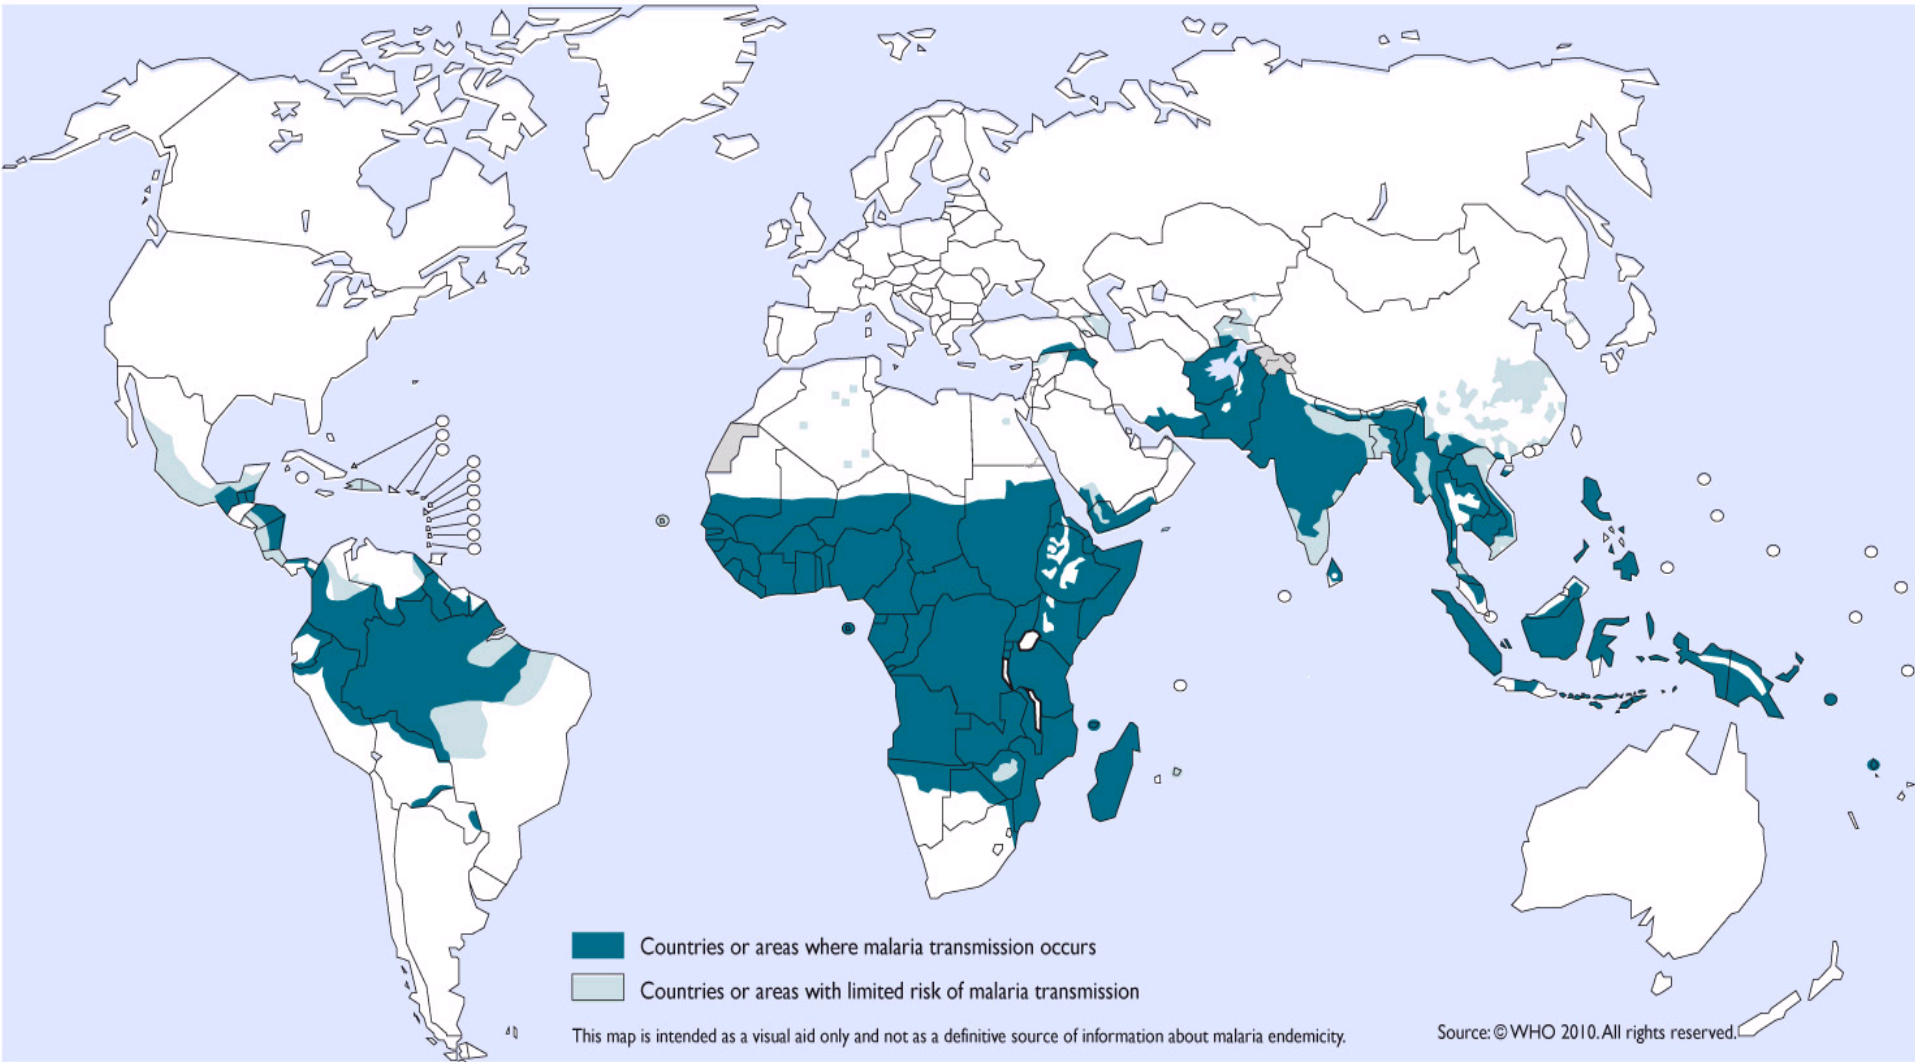 Countries or areas where malaria transmission occurs
Countries or areas with limited risk of malaria transmission
This map is intended as a visual aid only and not as a definitive source of information about malaria endemicity.
Source: © WHO 2010. All rights reserved.